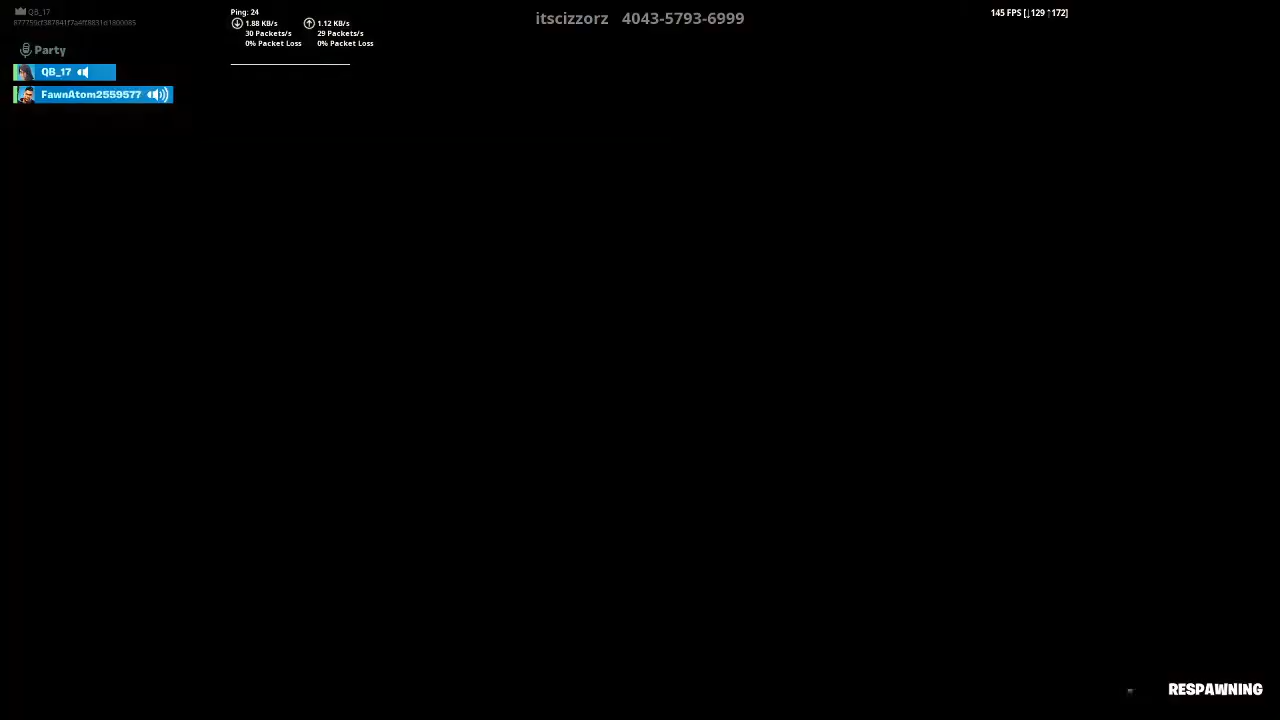 QB_17
Ping: 24
1.88 KB/s 1.12 KB/s
30 Packets/s 29 Packets/s
0% Packet Loss 0% Packet Loss
itscizzorz 4043-5793-6999
145 FPS [↓129 ↑172]
Party
QB_17
FawnAtom2559577
RESPAWNING